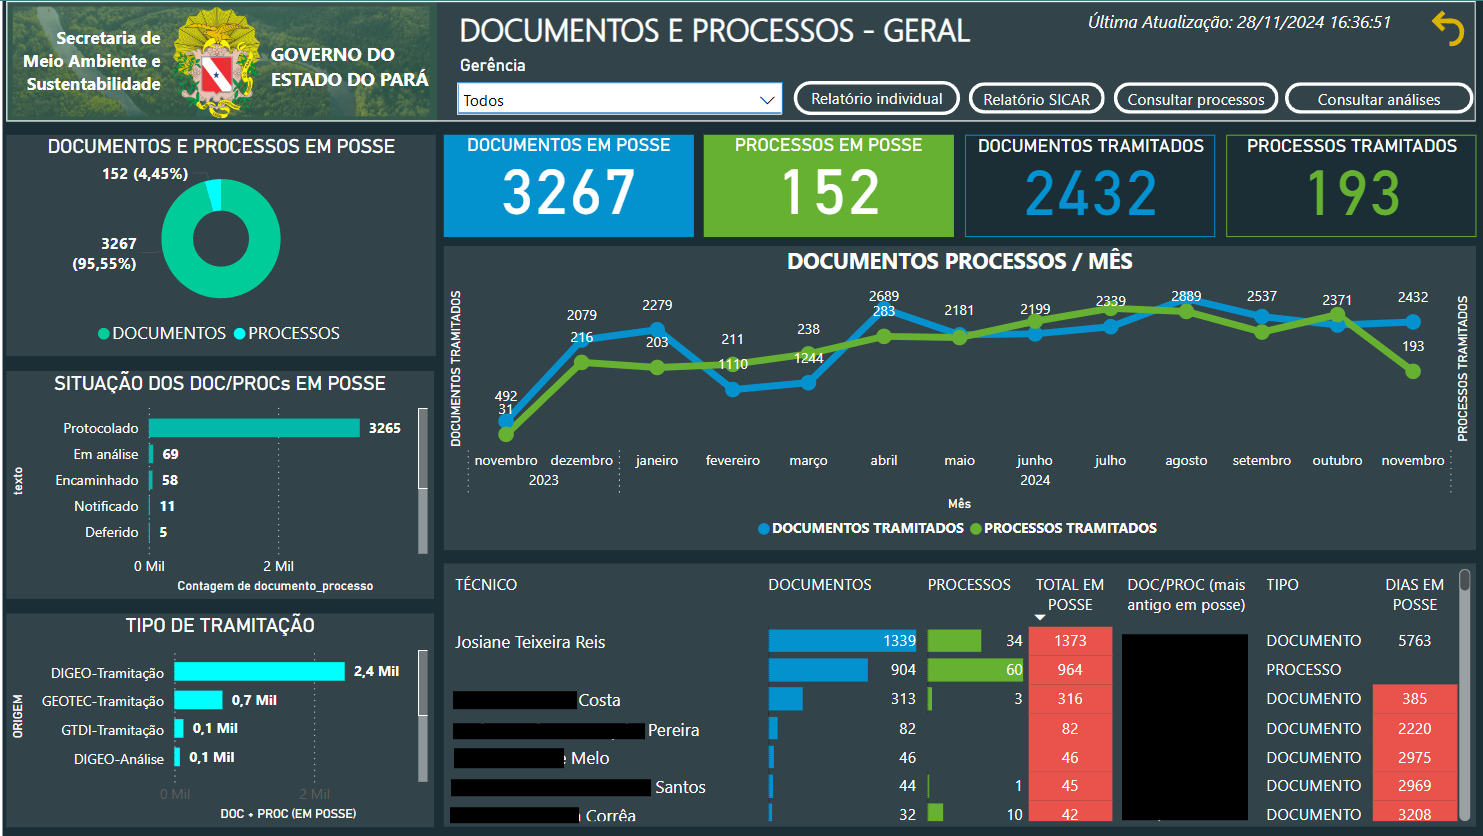 Secretaria de
Meio Ambiente e
Sustentabilidade
GOVERNO DO
ESTADO DO PARÁ
DOCUMENTOS E PROCESSOS - GERAL
Última Atualização: 28/11/2024 16:36:51
Gerência
Todos
Relatório individual
Relatório SICAR
Consultar processos
Consultar análises
DOCUMENTOS E PROCESSOS EM POSSE
152 (4,45%)
3267
(95,55%)
DOCUMENTOS PROCESSOS
DOCUMENTOS EM POSSE
3267
PROCESSOS EM POSSE
152
DOCUMENTOS TRAMITADOS
2432
PROCESSOS TRAMITADOS
193
SITUAÇÃO DOS DOC/PROCs EM POSSE
texto
Protocolado 3265
Em análise 69
Encaminhado 58
Notificado 11
Deferido 5
0 Mil 2 Mil
Contagem de documento_processo
TIPO DE TRAMITAÇÃO
ORIGEM
DIGEO-Tramitação 2,4 Mil
GEOTEC-Tramitação 0,7 Mil
GTDI-Tramitação 0,1 Mil
DIGEO-Análise 0,1 Mil
0 Mil 2 Mil
DOC + PROC (EM POSSE)
DOCUMENTOS PROCESSOS / MÊS
DOCUMENTOS TRAMITADOS
PROCESSOS TRAMITADOS
492 2079 2279 1110 1244 2689 2181 2199 2339 2889 2537 2371 2432
31 216 203 211 238 283 193
novembro dezembro janeiro fevereiro março abril maio junho julho agosto setembro outubro novembro
2023 2024
Mês
DOCUMENTOS TRAMITADOS PROCESSOS TRAMITADOS
TÉCNICO DOCUMENTOS PROCESSOS TOTAL EM POSSE DOC/PROC (mais antigo em posse) TIPO DIAS EM POSSE
Josiane Teixeira Reis 1339 34 1373 DOCUMENTO 5763
904 60 964 PROCESSO
Costa 313 3 316 DOCUMENTO 385
Pereira 82 82 DOCUMENTO 2220
Melo 46 46 DOCUMENTO 2975
Santos 44 1 45 DOCUMENTO 2969
Corrêa 32 10 42 DOCUMENTO 3208